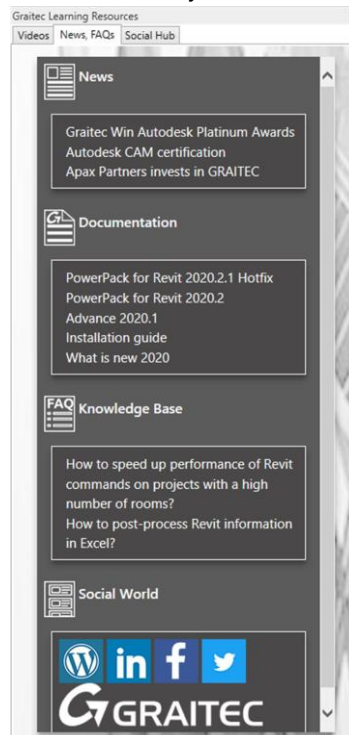 Graitec Learning Resources
Videos News, FAQs Social Hub
News
Graitec Win Autodesk Platinum Awards
Autodesk CAM certification
Apax Partners invests in GRAITEC
Documentation
PowerPack for Revit 2020.2.1 Hotfix
PowerPack for Revit 2020.2
Advance 2020.1
Installation guide
What is new 2020
FAQ
Knowledge Base
How to speed up performance of Revit
commands on projects with a high
number of rooms?
How to post-process Revit information
in Excel?
Social World
in f
GRAITEC